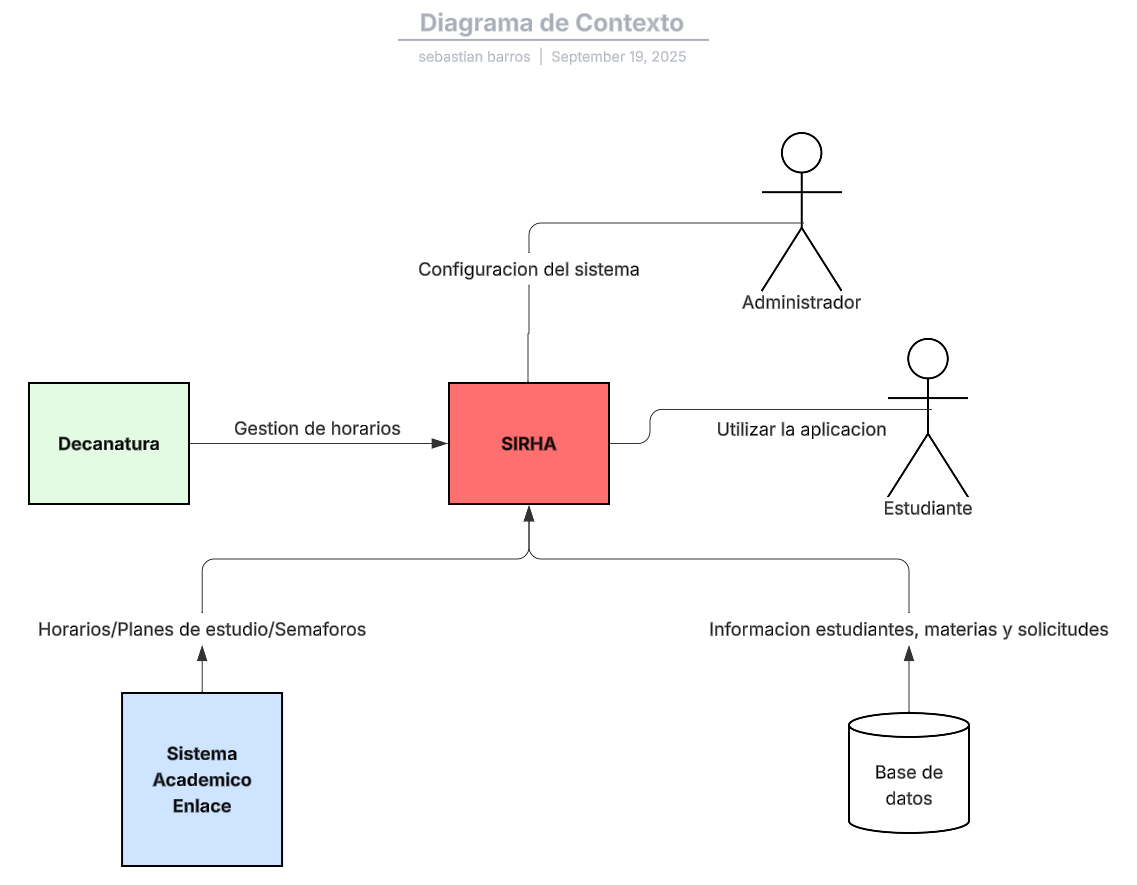 Diagrama de Contexto
sebastian barros | September 19, 2025
Configuracion del sistema
Administrador
Decanatura
Gestion de horarios
SIRHA
Utilizar la aplicacion
Estudiante
Horarios/Planes de estudio/Semaforos
Informacion estudiantes, materias y solicitudes
Sistema
Academico
Enlace
Base de
datos